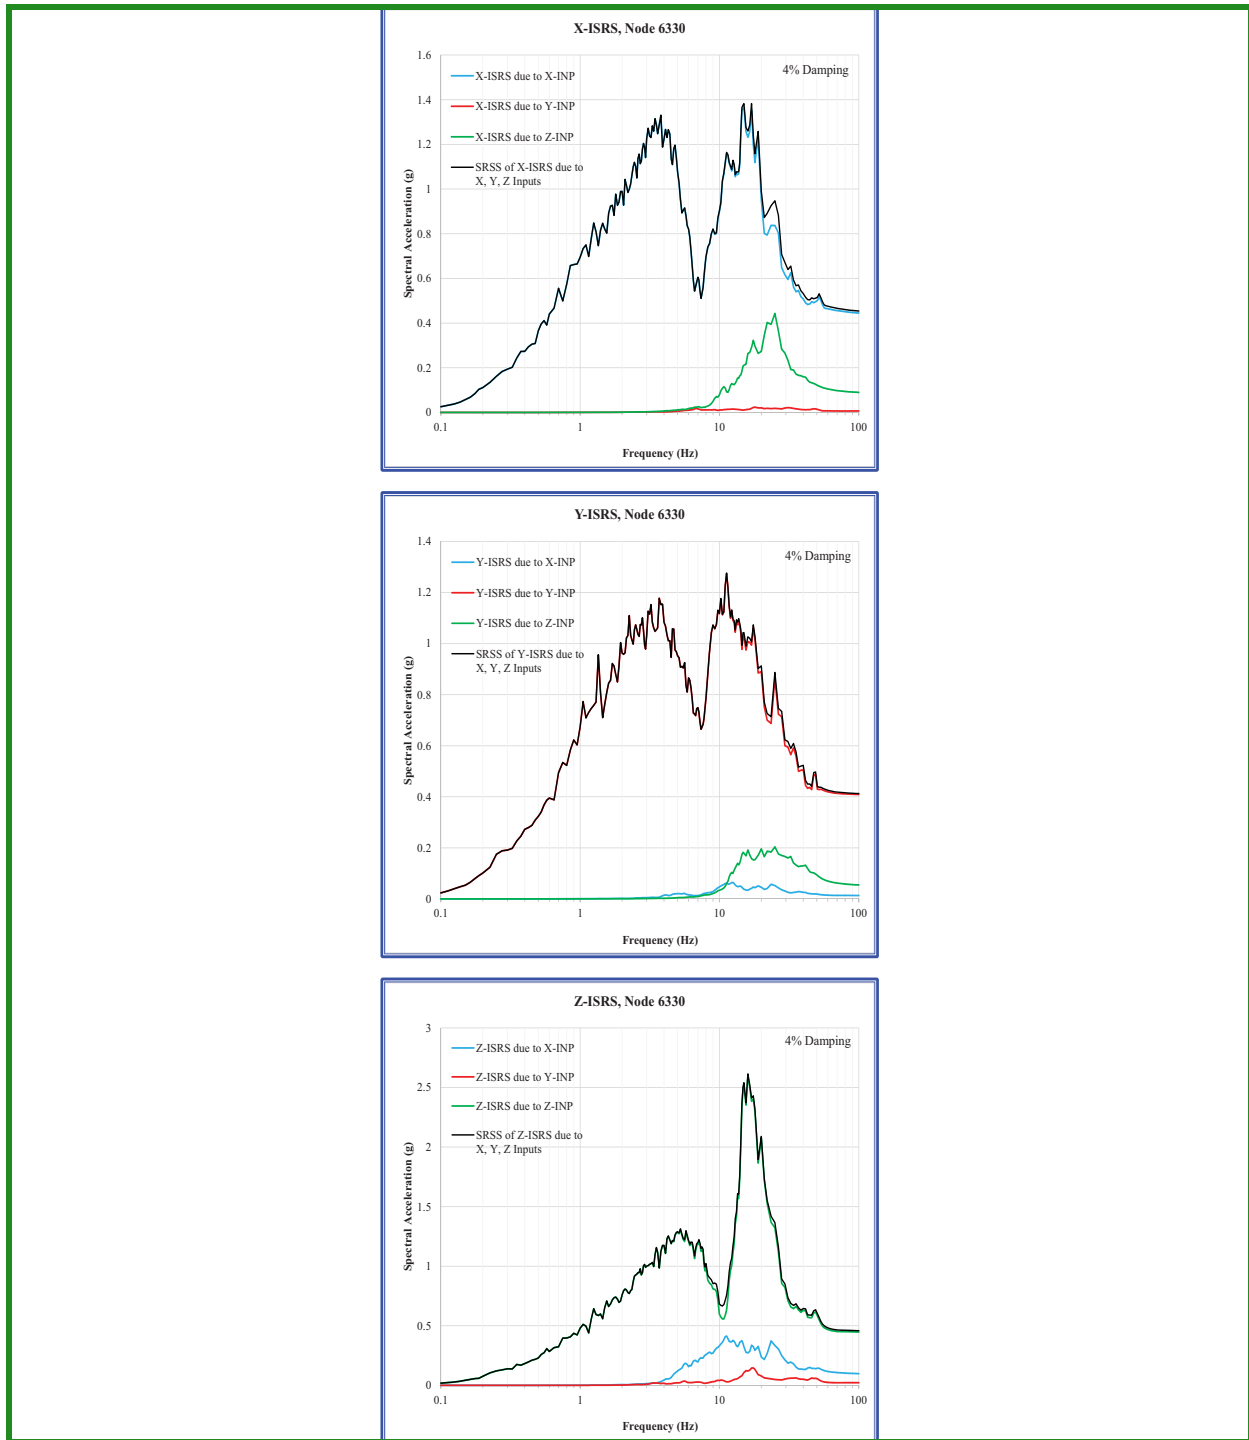 X-ISRS, Node 6330
1.6
4% Damping
X-ISRS due to X-INP
1.4
X-ISRS due to Y-INP
1.2
X-ISRS due to Z-INP
SRSS of X-ISRS due to
X, Y, Z Inputs
1
0.8
0.6
0.4
0.2
0
Spectral Acceleration (g)
0.1
1
10
100
Frequency (Hz)
Y-ISRS, Node 6330
1.4
4% Damping
Y-ISRS due to X-INP
1.2
Y-ISRS due to Y-INP
Y-ISRS due to Z-INP
1
SRSS of Y-ISRS due to
X, Y, Z Inputs
0.8
0.6
0.4
0.2
0
Spectral Acceleration (g)
0.1
1
10
100
Frequency (Hz)
Z-ISRS, Node 6330
3
4% Damping
Z-ISRS due to X-INP
2.5
Z-ISRS due to Y-INP
Z-ISRS due to Z-INP
2
SRSS of Z-ISRS due to
X, Y, Z Inputs
1.5
1
0.5
0
Spectral Acceleration (g)
0.1
1
10
100
Frequency (Hz)